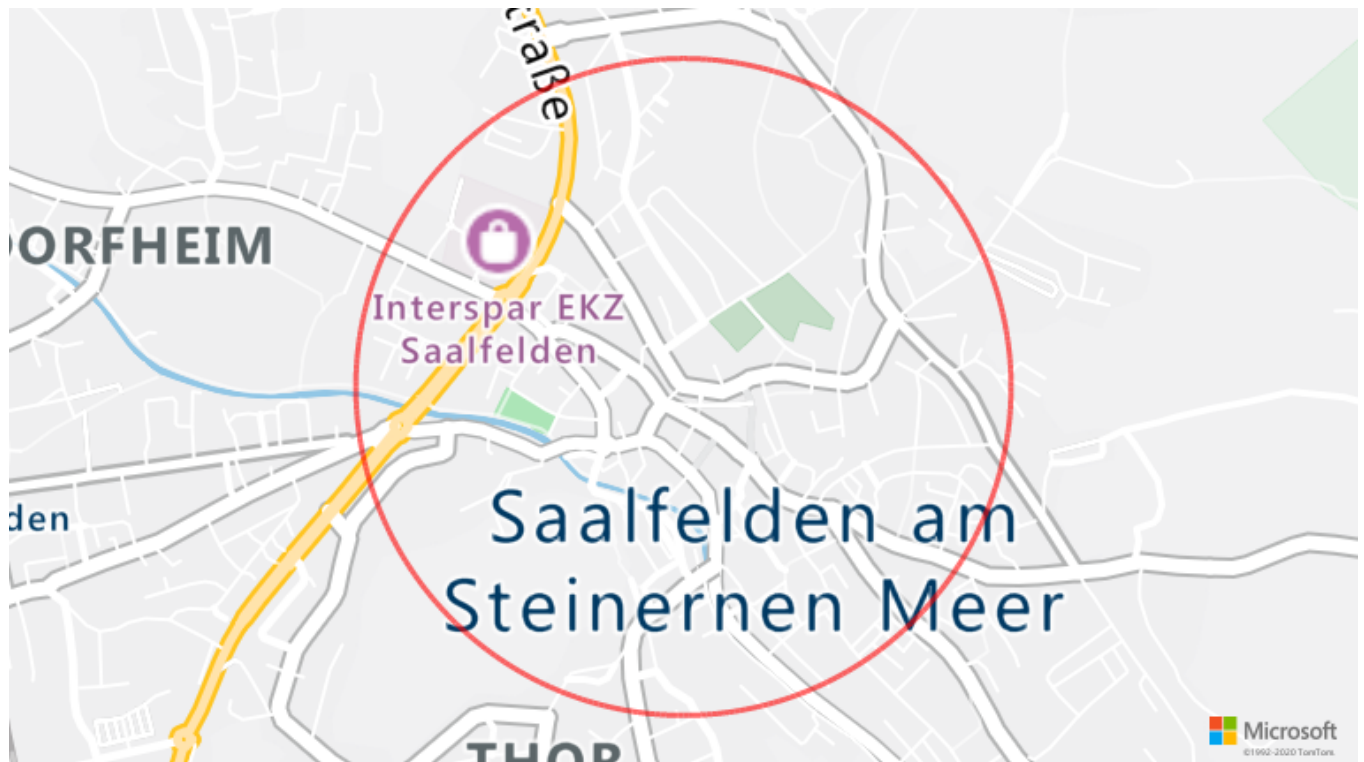 traße
ORFHEIM
Interspar EKZ
Saalfelden
den
Saalfelden am
Steinernen Meer
THOR
Microsoft
©1992-2020 TomTom